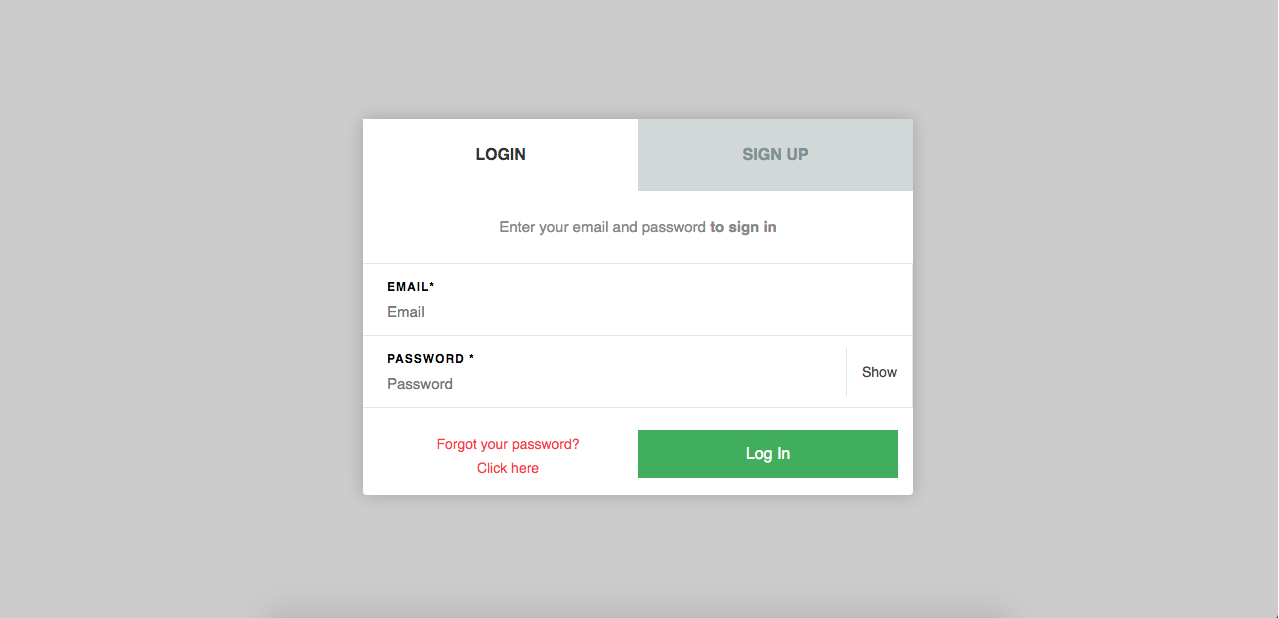 LOGIN
SIGN UP
Enter your email and password to sign in
EMAIL*
Email
PASSWORD *
Password
Show
Forgot your password?
Click here
Log In